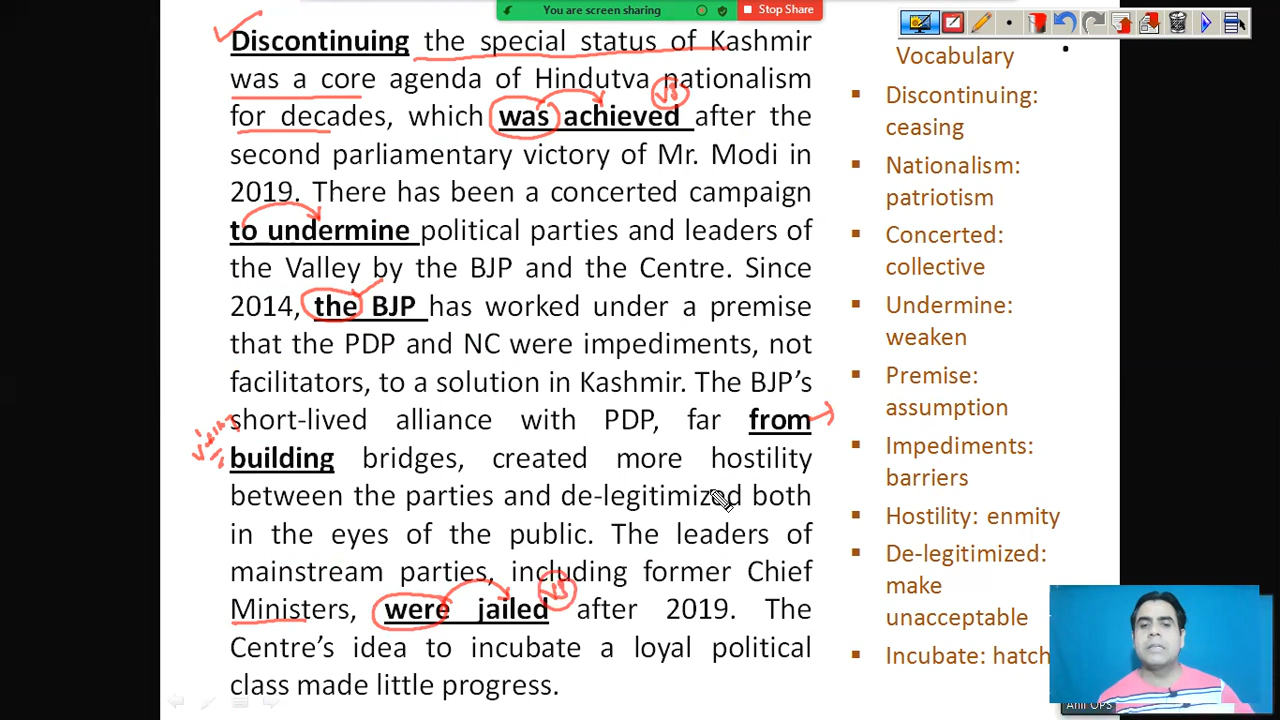 You are screen sharing
Stop Share
Discontinuing the special status of Kashmir
was a core agenda of Hindutva nationalism
for decades, which was achieved after the
second parliamentary victory of Mr. Modi in
2019. There has been a concerted campaign
to undermine political parties and leaders of
the Valley by the BJP and the Centre. Since
2014, the BJP has worked under a premise
that the PDP and NC were impediments, not
facilitators, to a solution in Kashmir. The BJP's
short-lived alliance with PDP, far from
building bridges, created more hostility
between the parties and de-legitimized both
in the eyes of the public. The leaders of
mainstream parties, including former Chief
Ministers, were jailed after 2019. The
Centre's idea to incubate a loyal political
class made little progress.
V3
V3
Ving
Vocabulary
Discontinuing:
ceasing
Nationalism:
patriotism
Concerted:
collective
Undermine:
weaken
Premise:
assumption
Impediments:
barriers
Hostility: enmity
De-legitimized:
make
unacceptable
Incubate: hatch
Anil OPS